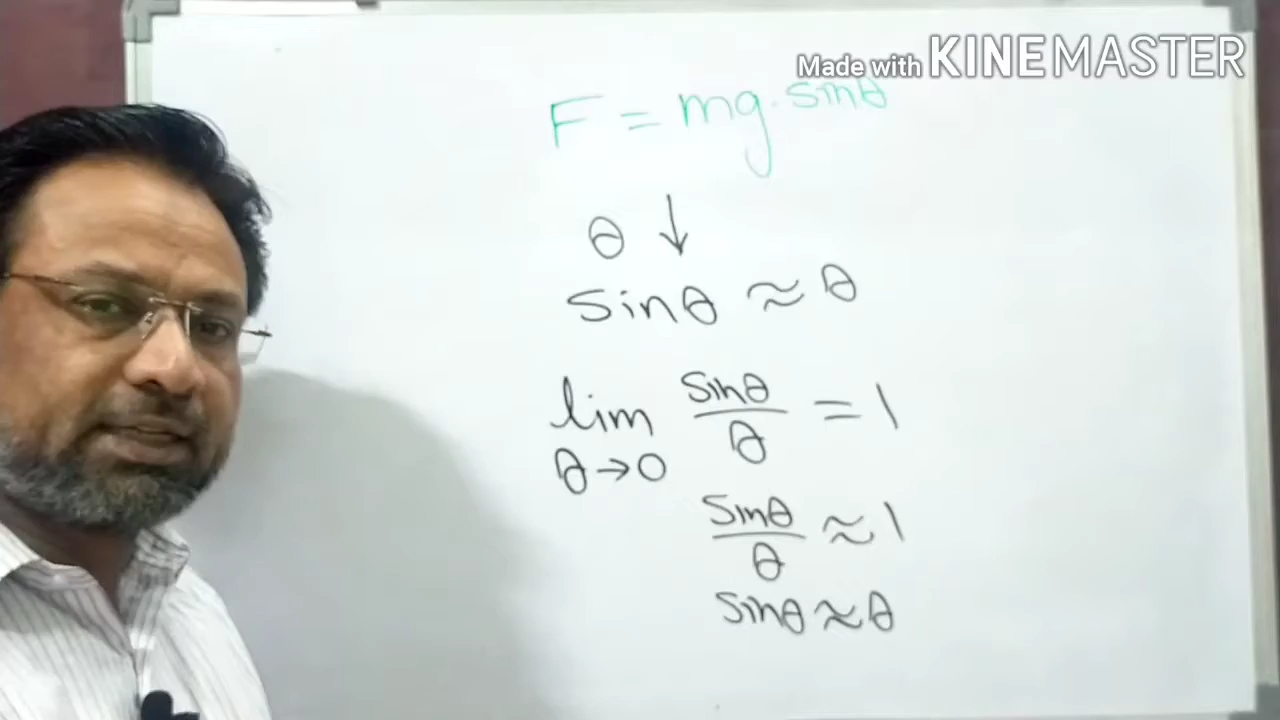 Made with KINEMASTER
F = mg. sinθ
θ ↓
sinθ ≈ θ
lim sinθ/θ = 1
θ→0
sinθ/θ ≈ 1
sinθ ≈ θ